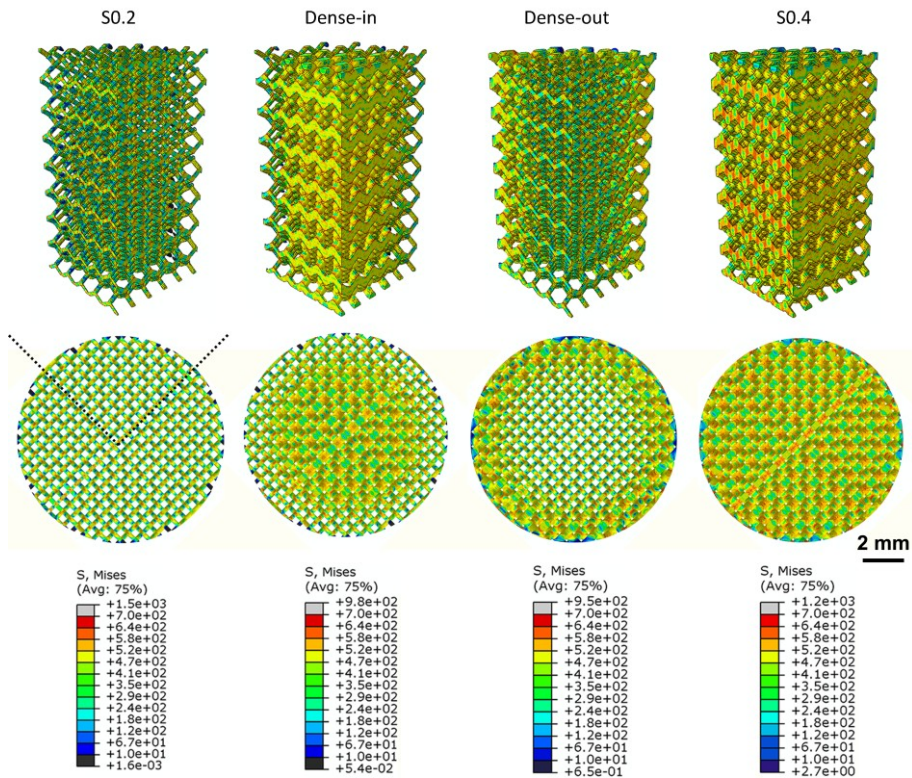 S0.2 Dense-in Dense-out S0.4
2 mm
S, Mises
(Avg: 75%)
+1.5e+03
+7.0e+02
+6.4e+02
+5.8e+02
+5.2e+02
+4.7e+02
+4.1e+02
+3.5e+02
+2.9e+02
+2.4e+02
+1.8e+02
+1.2e+02
+6.7e+01
+1.0e+01
+1.6e-03
S, Mises
(Avg: 75%)
+9.8e+02
+7.0e+02
+6.4e+02
+5.8e+02
+5.2e+02
+4.7e+02
+4.1e+02
+3.5e+02
+2.9e+02
+2.4e+02
+1.8e+02
+1.2e+02
+6.7e+01
+1.0e+01
+5.4e-02
S, Mises
(Avg: 75%)
+9.5e+02
+7.0e+02
+6.4e+02
+5.8e+02
+5.2e+02
+4.7e+02
+4.1e+02
+3.5e+02
+2.9e+02
+2.4e+02
+1.8e+02
+1.2e+02
+6.7e+01
+1.0e+01
+6.5e-01
S, Mises
(Avg: 75%)
+1.2e+03
+7.0e+02
+6.4e+02
+5.8e+02
+5.2e+02
+4.7e+02
+4.1e+02
+3.5e+02
+2.9e+02
+2.4e+02
+1.8e+02
+1.2e+02
+6.7e+01
+1.0e+01
+2.7e+00